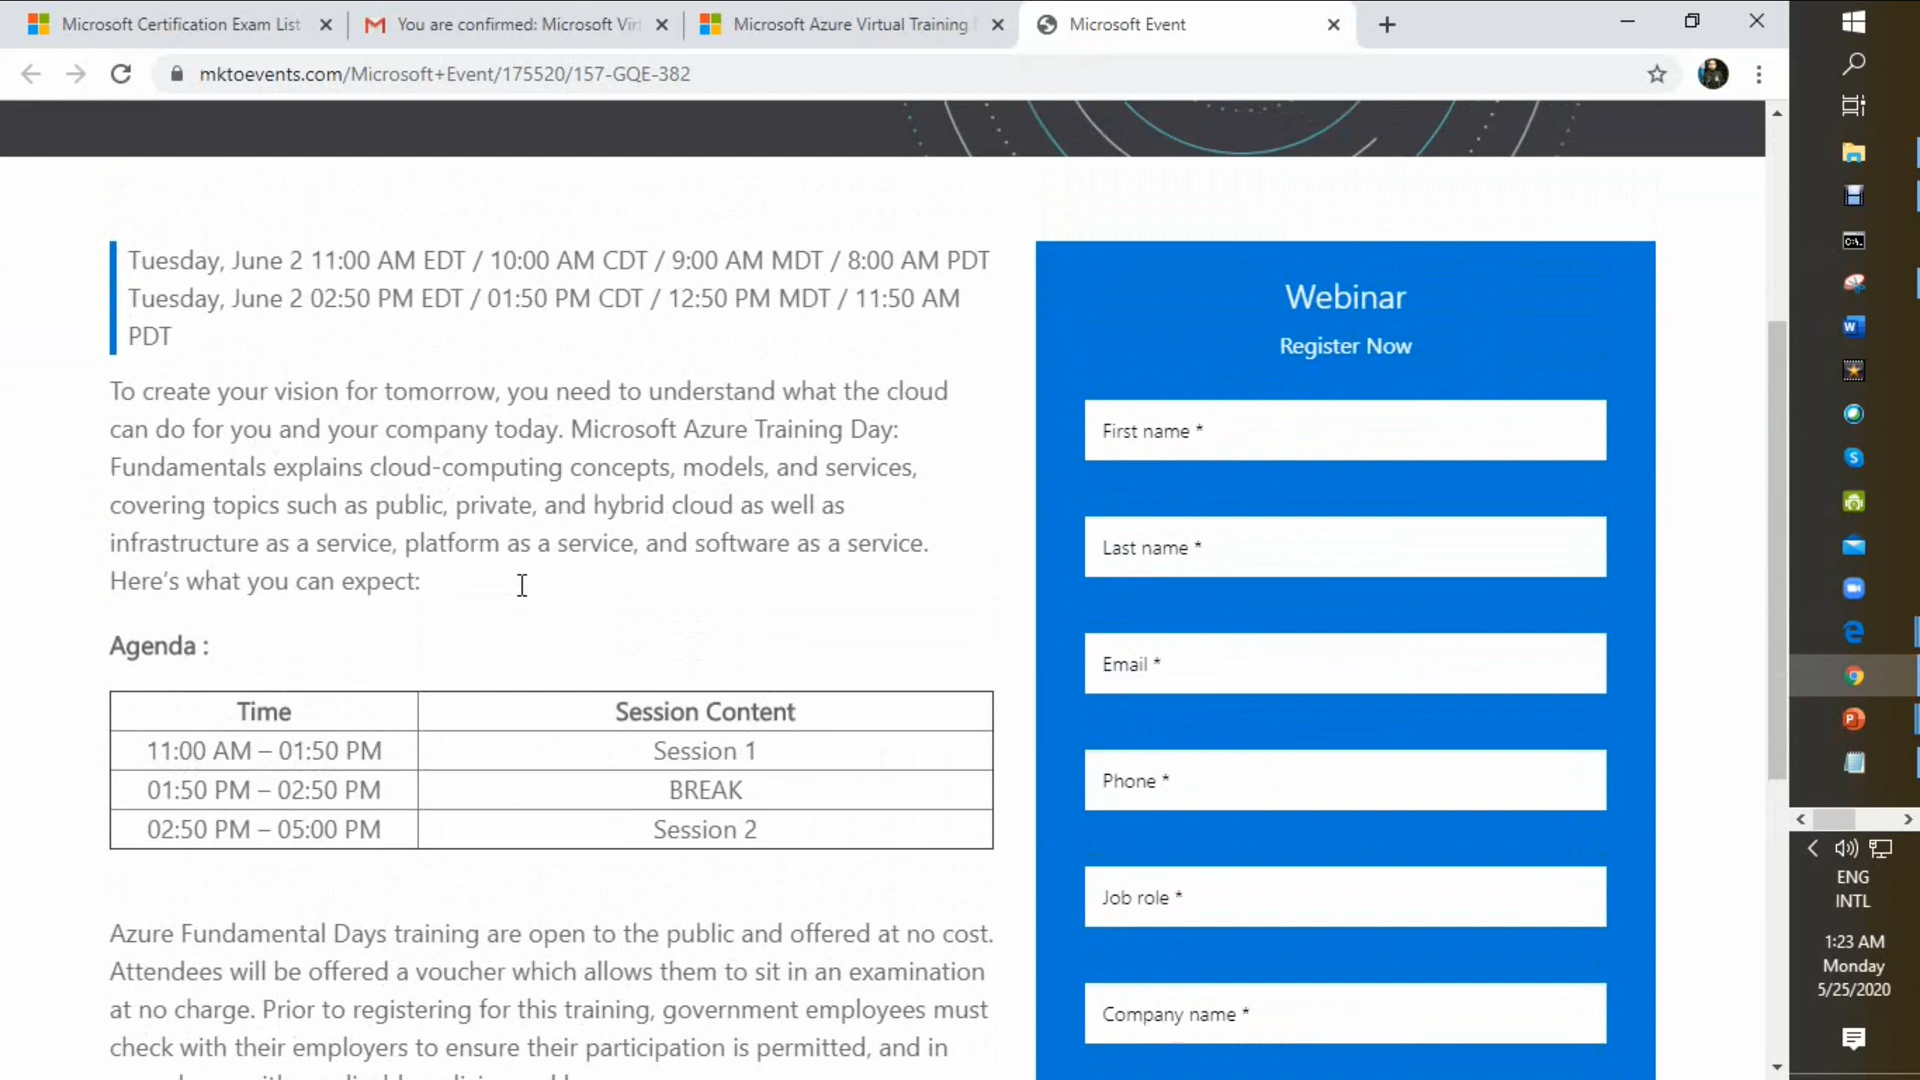 Microsoft Certification Exam List
You are confirmed: Microsoft Vir
Microsoft Azure Virtual Training
Microsoft Event
mktoevents.com/Microsoft+Event/175520/157-GQE-382
Tuesday, June 2 11:00 AM EDT / 10:00 AM CDT / 9:00 AM MDT / 8:00 AM PDT
Tuesday, June 2 02:50 PM EDT / 01:50 PM CDT / 12:50 PM MDT / 11:50 AM
PDT
To create your vision for tomorrow, you need to understand what the cloud
can do for you and your company today. Microsoft Azure Training Day:
Fundamentals explains cloud-computing concepts, models, and services,
covering topics such as public, private, and hybrid cloud as well as
infrastructure as a service, platform as a service, and software as a service.
Here's what you can expect:
Agenda :
Time Session Content
11:00 AM – 01:50 PM Session 1
01:50 PM – 02:50 PM BREAK
02:50 PM – 05:00 PM Session 2
Azure Fundamental Days training are open to the public and offered at no cost.
Attendees will be offered a voucher which allows them to sit in an examination
at no charge. Prior to registering for this training, government employees must
check with their employers to ensure their participation is permitted, and in
Webinar
Register Now
First name *
Last name *
Email *
Phone *
Job role *
Company name *
ENG
INTL
1:23 AM
Monday
5/25/2020